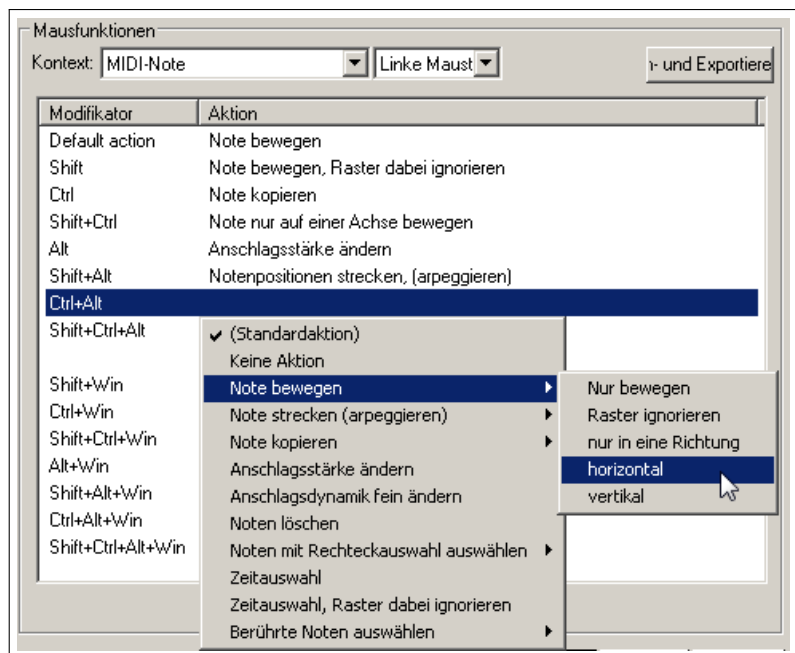 Mausfunktionen
Kontext: MIDI-Note Linke Maust - und Exportiere
Modifikator Aktion
Default action Note bewegen
Shift Note bewegen, Raster dabei ignorieren
Ctrl Note kopieren
Shift+Ctrl Note nur auf einer Achse bewegen
Alt Anschlagsstärke ändern
Shift+Alt Notenpositionen strecken, (arpeggieren)
Ctrl+Alt
Shift+Ctrl+Alt
Shift+Win
Ctrl+Win
Shift+Ctrl+Win
Alt+Win
Shift+Alt+Win
Ctrl+Alt+Win
Shift+Ctrl+Alt+Win
(Standardaktion)
Keine Aktion
Note bewegen
Note strecken (arpeggieren)
Note kopieren
Anschlagsstärke ändern
Anschlagsdynamik fein ändern
Noten löschen
Noten mit Rechteckauswahl auswählen
Zeitauswahl
Zeitauswahl, Raster dabei ignorieren
Berührte Noten auswählen
Nur bewegen
Raster ignorieren
nur in eine Richtung
horizontal
vertikal